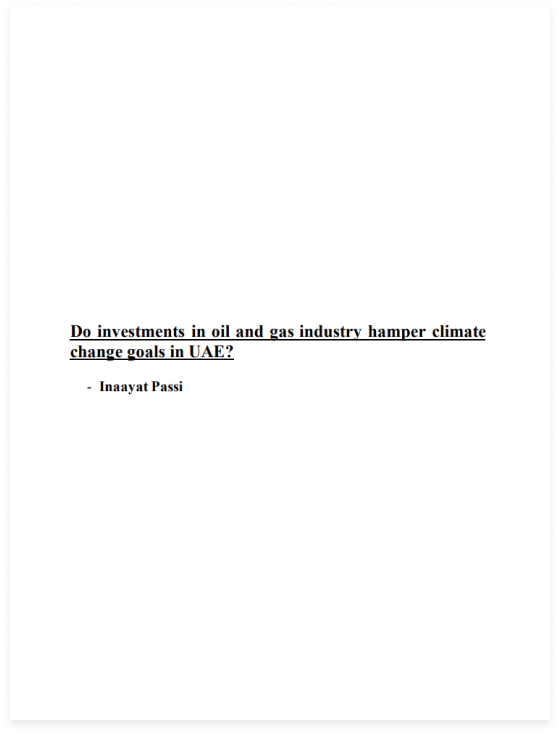 Do investments in oil and gas industry hamper climate
change goals in UAE?
- Inaayat Passi